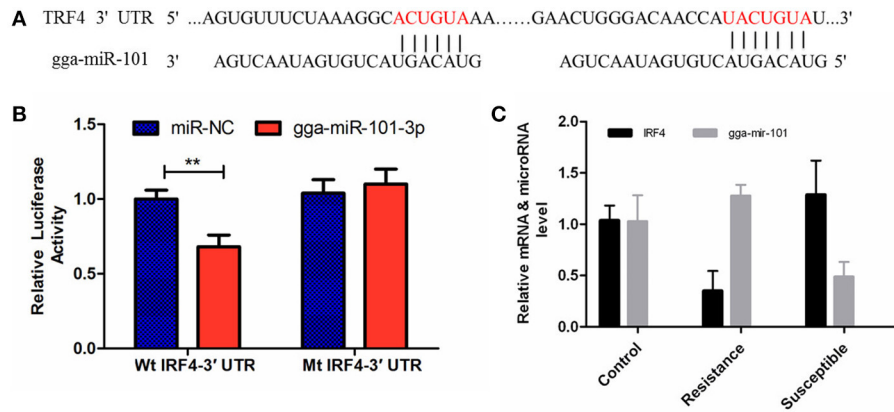 A
TRF4 3' UTR 5' ...AGUGUUUCUAAAGGCACUGUAAA......GAACUGGGACAACCAUACUGUAU...3'
gga-miR-101 3' AGUCAAUAGUGUCAUGACAUG AGUCAAUAGUGUCAUGACAUG 5'
B
miR-NC gga-miR-101-3p
Relative Luciferase
Activity
1.5
1.0
0.5
0.0
**
Wt IRF4-3′ UTR Mt IRF4-3′ UTR
C
IRF4 gga-mir-101
Relative mRNA & microRNA
level
2.0
1.5
1.0
0.5
0.0
Control
Resistance
Susceptible